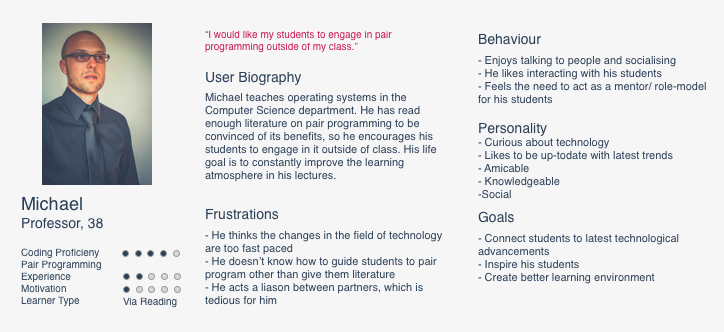 “I would like my students to engage in pair
programming outside of my class.”
User Biography
Michael teaches operating systems in the
Computer Science department. He has read
enough literature on pair programming to be
convinced of its benefits, so he encourages his
students to engage in it outside of class. His life
goal is to constantly improve the learning
atmosphere in his lectures.
Michael
Professor, 38
Coding Proficieny
Pair Programming
Experience
Motivation
Learner Type Via Reading
Frustrations
- He thinks the changes in the field of technology
are too fast paced
- He doesn’t know how to guide students to pair
program other than give them literature
- He acts a liason between partners, which is
tedious for him
Behaviour
- Enjoys talking to people and socialising
- He likes interacting with his students
- Feels the need to act as a mentor/ role-model
for his students
Personality
- Curious about technology
- Likes to be up-todate with latest trends
- Amicable
- Knowledgeable
-Social
Goals
- Connect students to latest technological
advancements
- Inspire his students
- Create better learning environment